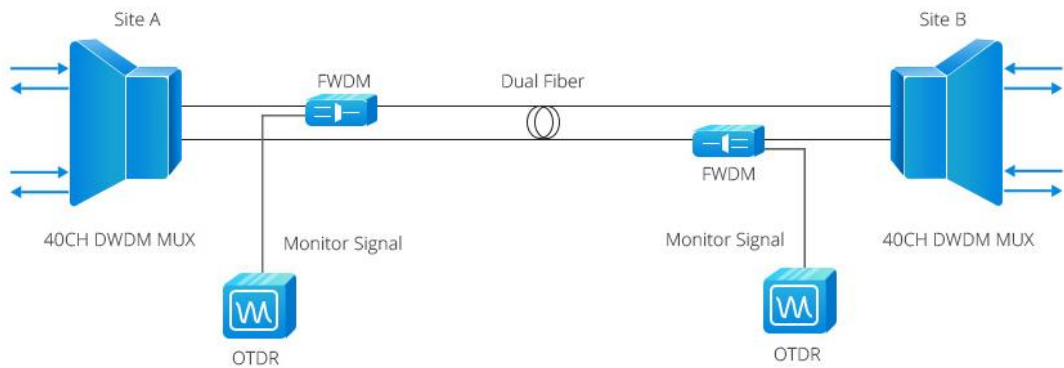 Site A
Site B
FWDM
Dual Fiber
FWDM
40CH DWDM MUX
Monitor Signal
Monitor Signal
40CH DWDM MUX
OTDR
OTDR